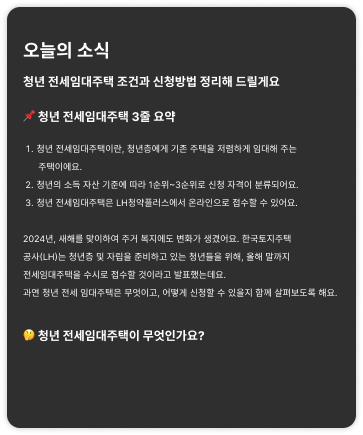 오늘의 소식
청년 전세임대주택 조건과 신청방법 정리해 드릴게요
📌 청년 전세임대주택 3줄 요약
1. 청년 전세임대주택이란, 청년층에게 기존 주택을 저렴하게 임대해 주는
주택이에요.
2. 청년의 소득 자산 기준에 따라 1순위~3순위로 신청 자격이 분류되어요.
3. 청년 전세임대주택은 LH청약플러스에서 온라인으로 접수할 수 있어요.
2024년, 새해를 맞이하여 주거 복지에도 변화가 생겼어요. 한국토지주택
공사(LH)는 청년층 및 자립을 준비하고 있는 청년들을 위해, 올해 말까지
전세임대주택을 수시로 접수할 것이라고 발표했는데요.
과연 청년 전세 임대주택은 무엇이고, 어떻게 신청할 수 있을지 함께 살펴보도록 해요.
🤔 청년 전세임대주택이 무엇인가요?